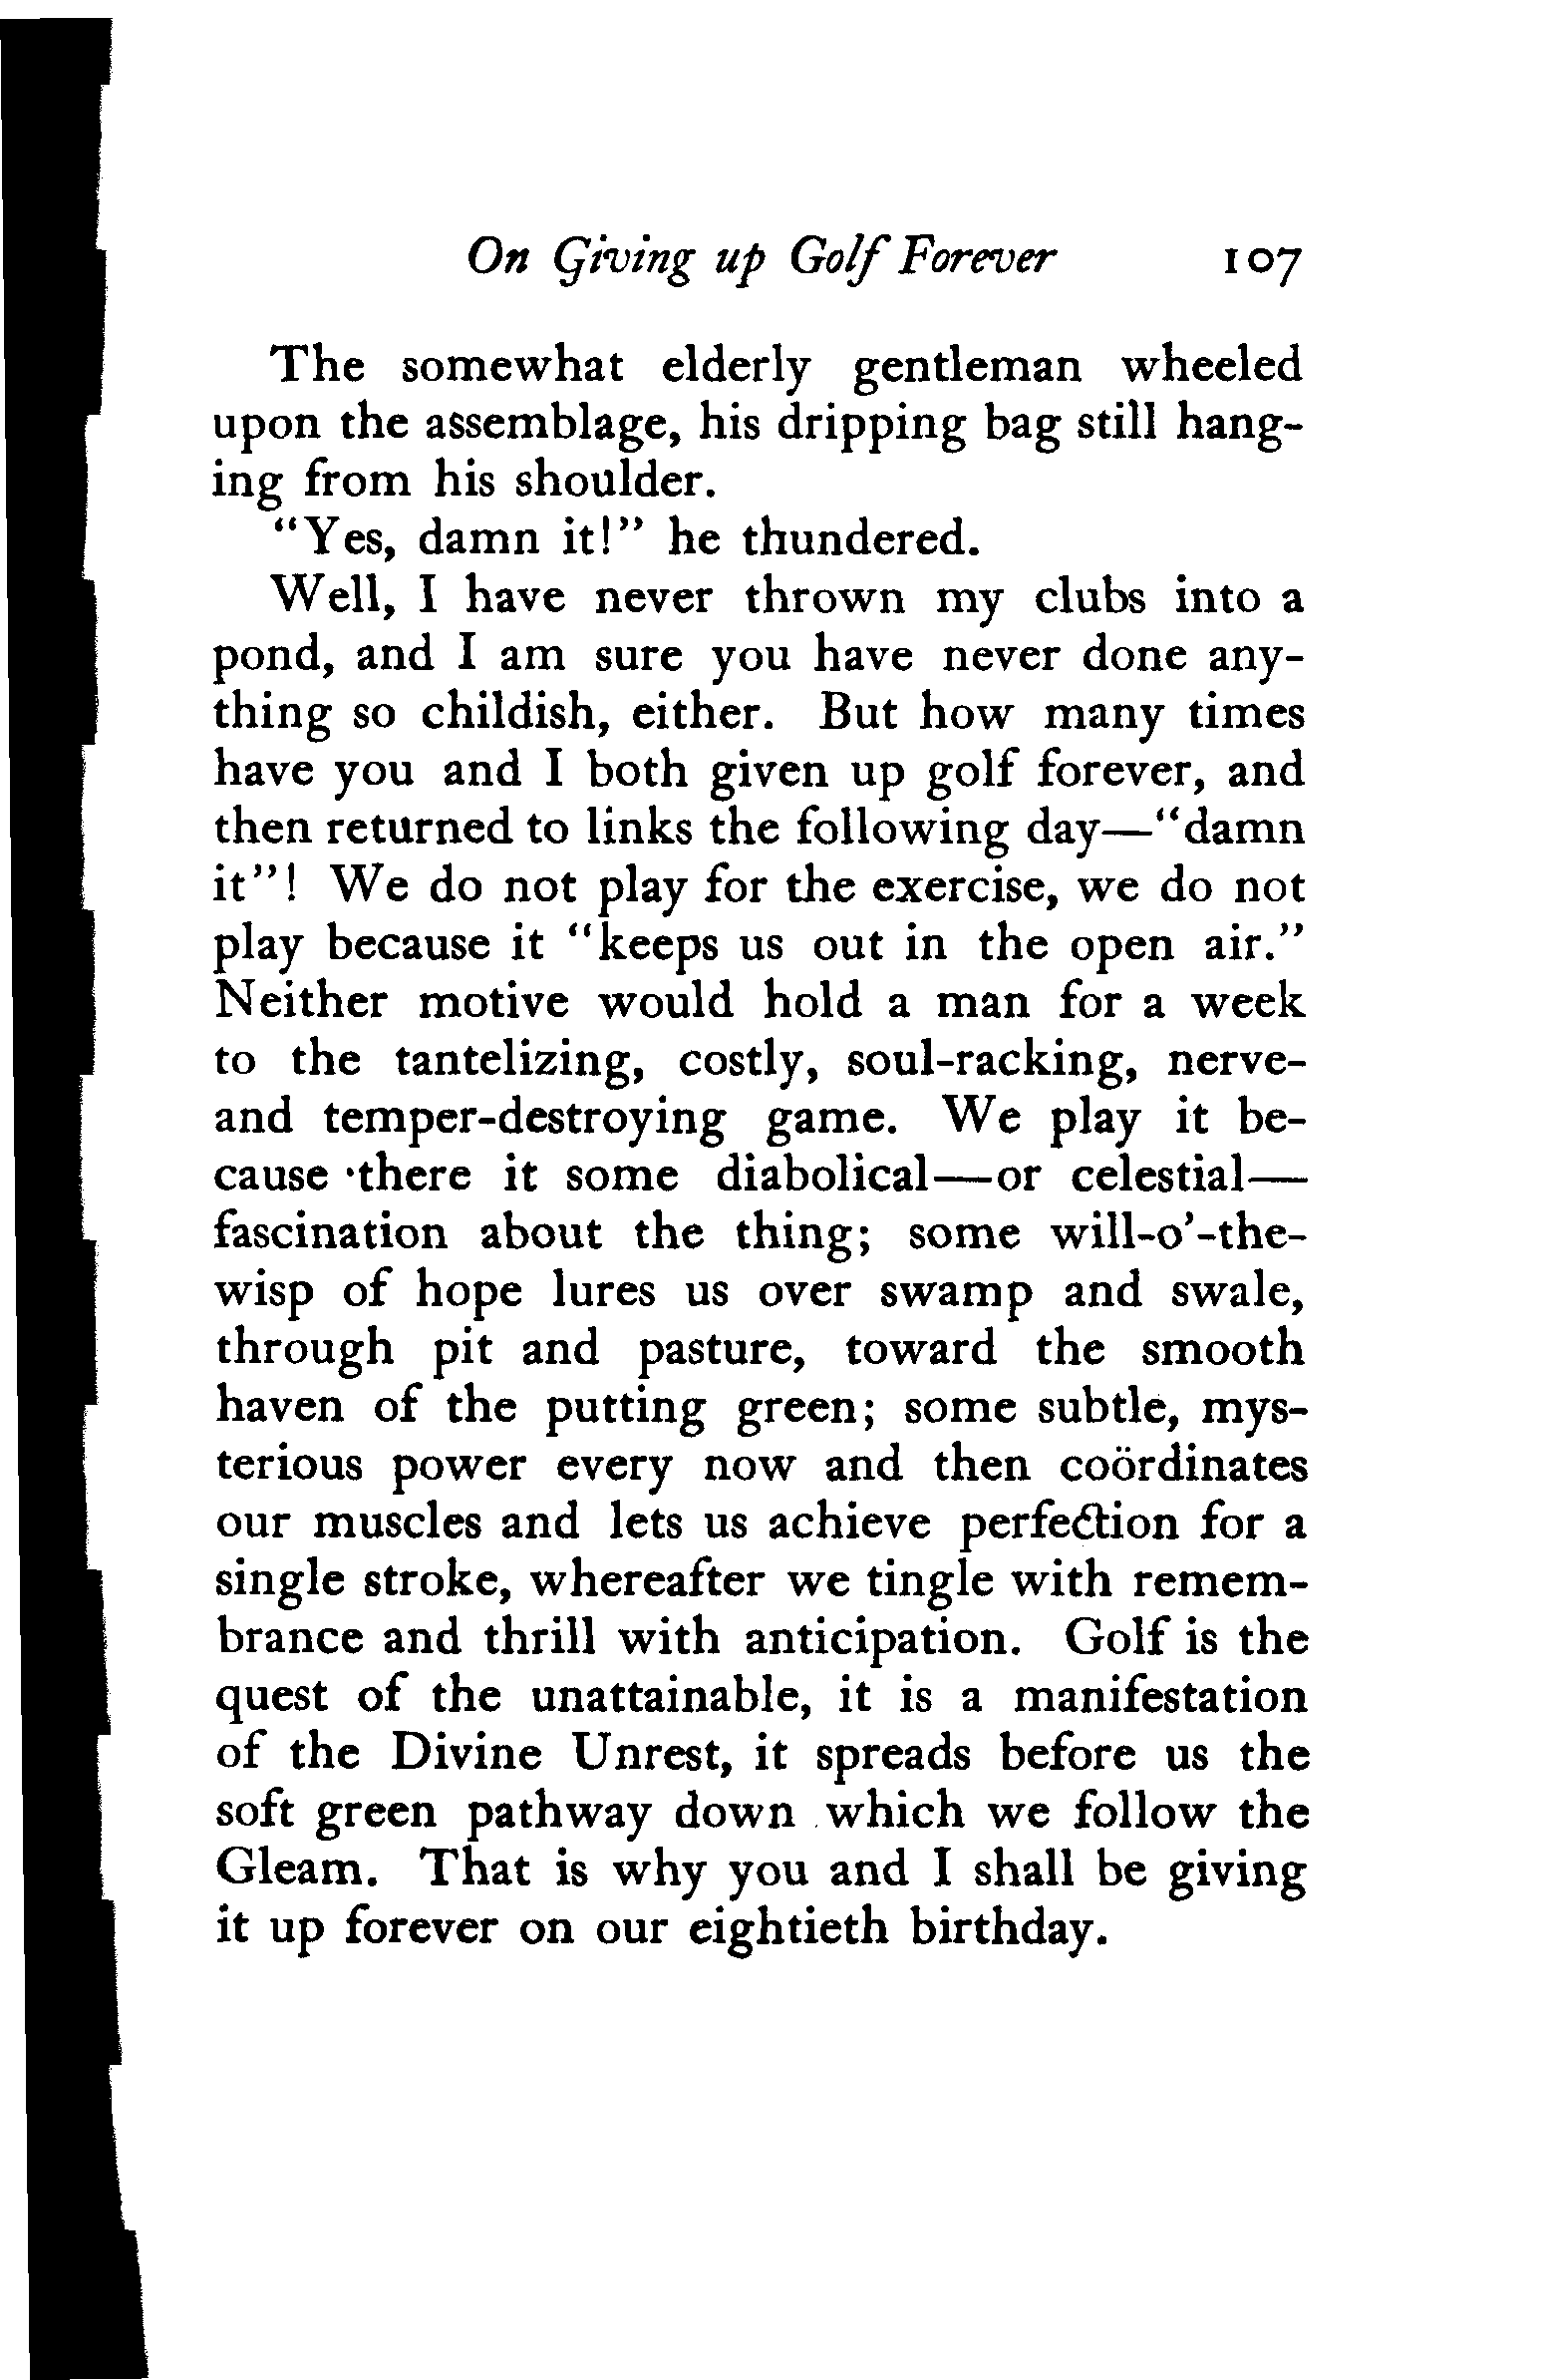 On Giving up Golf Forever 107
The somewhat elderly gentleman wheeled
upon the assemblage, his dripping bag still hang-
ing from his shoulder.
"Yes, damn it!" he thundered.
Well, I have never thrown my clubs into a
pond, and I am sure you have never done any-
thing so childish, either. But how many times
have you and I both given up golf forever, and
then returned to links the following day—"damn
it"! We do not play for the exercise, we do not
play because it "keeps us out in the open air."
Neither motive would hold a man for a week
to the tantelizing, costly, soul-racking, nerve-
and temper-destroying game. We play it be-
cause there it some diabolical—or celestial—
fascination about the thing; some will-o'-the-
wisp of hope lures us over swamp and swale,
through pit and pasture, toward the smooth
haven of the putting green; some subtle, mys-
terious power every now and then coördinates
our muscles and lets us achieve perfection for a
single stroke, whereafter we tingle with remem-
brance and thrill with anticipation. Golf is the
quest of the unattainable, it is a manifestation
of the Divine Unrest, it spreads before us the
soft green pathway down which we follow the
Gleam. That is why you and I shall be giving
it up forever on our eightieth birthday.